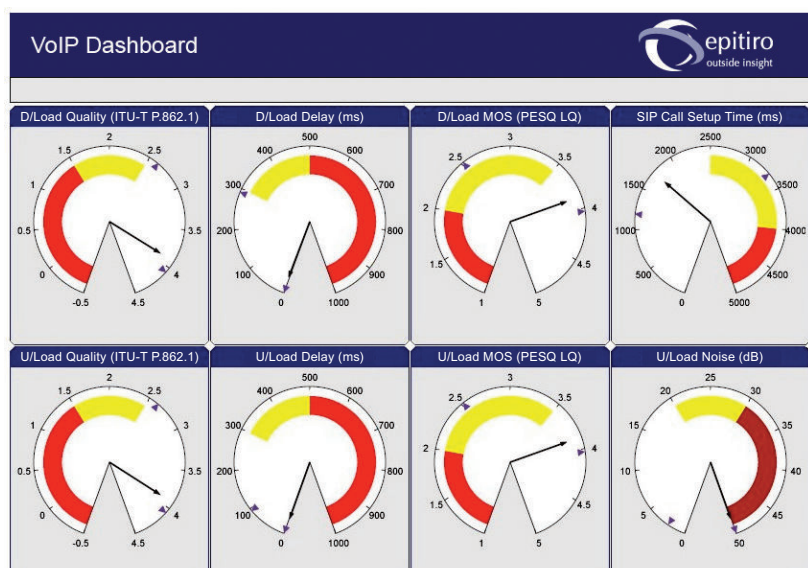 VoIP Dashboard
epitiro
outside insight
D/Load Quality (ITU-T P.862.1)
-0.5 0 0.5 1 1.5 2 2.5 3 3.5 4 4.5
D/Load Delay (ms)
0 100 200 300 400 500 600 700 800 900 1000
D/Load MOS (PESQ LQ)
1 1.5 2 2.5 3 3.5 4 4.5 5
SIP Call Setup Time (ms)
0 500 1000 1500 2000 2500 3000 3500 4000 4500 5000
U/Load Quality (ITU-T P.862.1)
-0.5 0 0.5 1 1.5 2 2.5 3 3.5 4 4.5
U/Load Delay (ms)
0 100 200 300 400 500 600 700 800 900 1000
U/Load MOS (PESQ LQ)
1 1.5 2 2.5 3 3.5 4 4.5 5
U/Load Noise (dB)
0 5 10 15 20 25 30 35 40 45 50